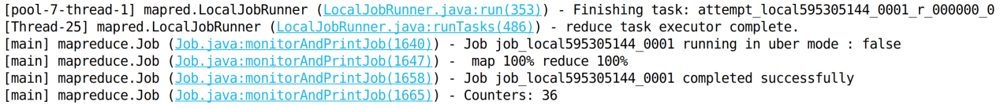 [pool-7-thread-1] mapred.LocalJobRunner (LocalJobRunner.java:run(353)) - Finishing task: attempt_local595305144_0001_r_000000_0
[Thread-25] mapred.LocalJobRunner (LocalJobRunner.java:runTasks(486)) - reduce task executor complete.
[main] mapreduce.Job (Job.java:monitorAndPrintJob(1640)) - Job job_local595305144_0001 running in uber mode : false
[main] mapreduce.Job (Job.java:monitorAndPrintJob(1647)) -  map 100% reduce 100%
[main] mapreduce.Job (Job.java:monitorAndPrintJob(1658)) - Job job_local595305144_0001 completed successfully
[main] mapreduce.Job (Job.java:monitorAndPrintJob(1665)) - Counters: 36